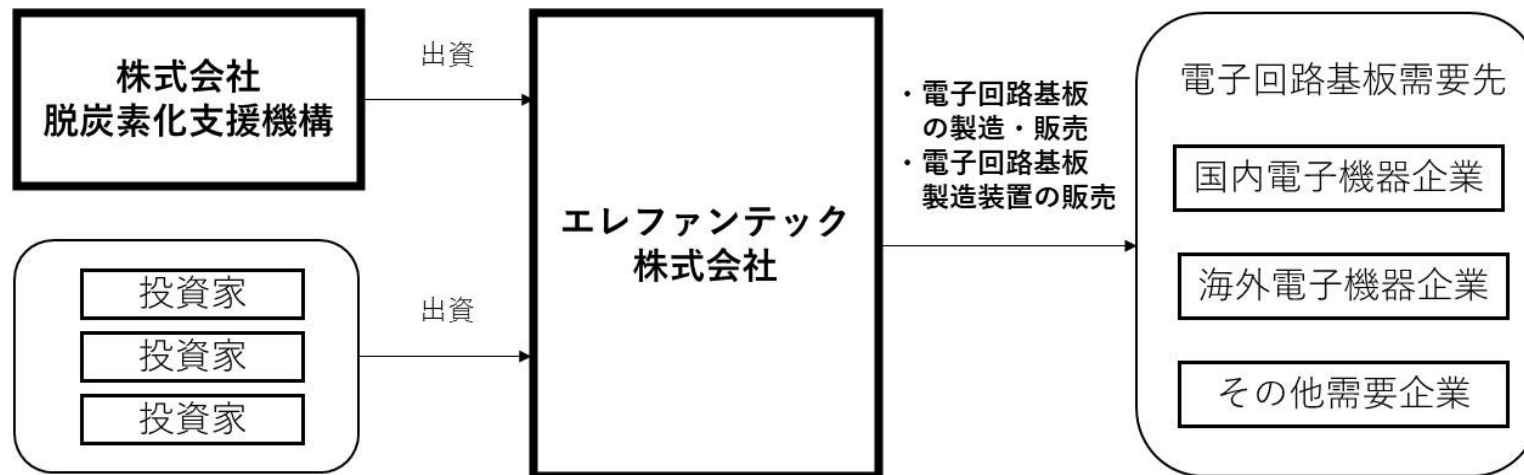 株式会社
脱炭素化支援機構
出資
投資家
投資家
投資家
出資
エレファンテック
株式会社
・電子回路基板
の製造・販売
・電子回路基板
製造装置の販売
電子回路基板需要先
国内電子機器企業
海外電子機器企業
その他需要企業